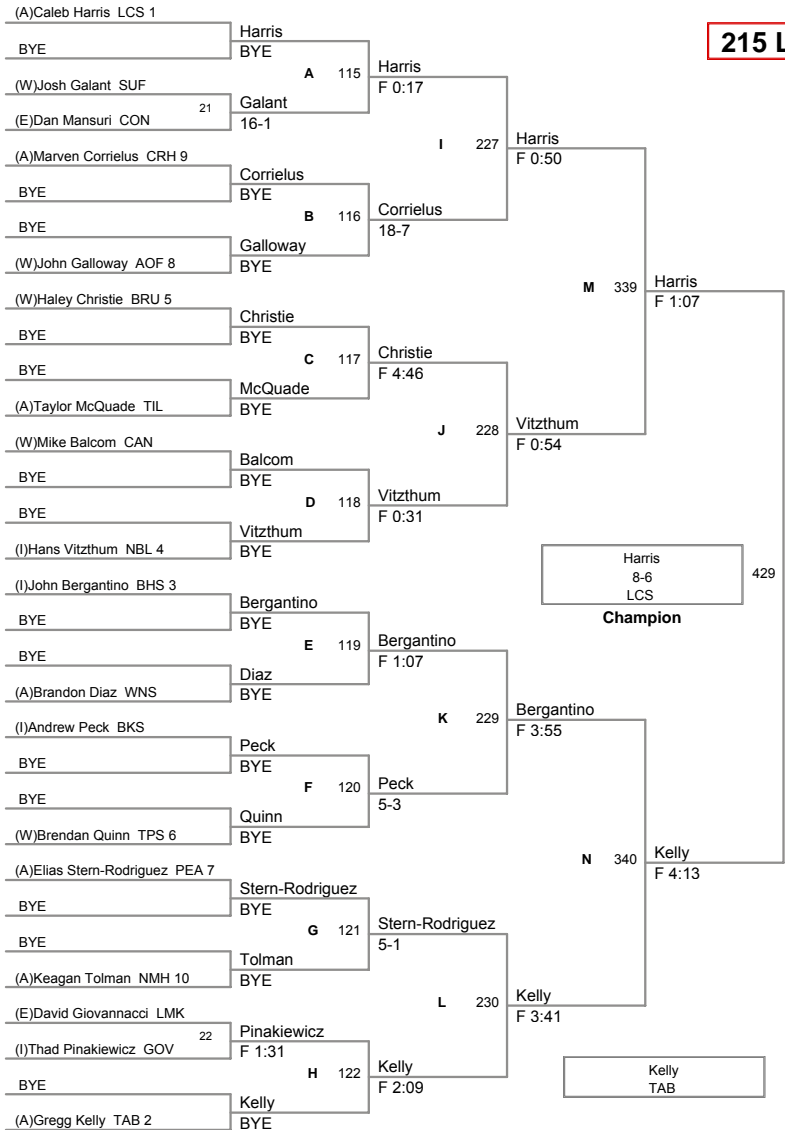 (A)Caleb Harris LCS 1
BYE
(W)Josh Galant SUF
21
(E)Dan Mansuri CON
(A)Marven Corrielus CRH 9
BYE
BYE
(W)John Galloway AOF 8
(W)Haley Christie BRU 5
BYE
BYE
(A)Taylor McQuade TIL
(W)Mike Balcom CAN
BYE
BYE
(I)Hans Vitzthum NBL 4
(I)John Bergantino BHS 3
BYE
BYE
(A)Brandon Diaz WNS
(I)Andrew Peck BKS
BYE
BYE
(W)Brendan Quinn TPS 6
(A)Elias Stern-Rodriguez PEA 7
BYE
BYE
(A)Keagan Tolman NMH 10
(E)David Giovannacci LMK
22
(I)Thad Pinakiewicz GOV
BYE
(A)Gregg Kelly TAB 2
Harris
BYE
A 115
Galant
16-1
Corrielus
BYE
B 116
Galloway
BYE
Christie
BYE
C 117
McQuade
BYE
Balcom
BYE
D 118
Vitzthum
BYE
Bergantino
BYE
E 119
Diaz
BYE
Peck
BYE
F 120
Quinn
BYE
Stern-Rodriguez
BYE
G 121
Tolman
BYE
Pinakiewicz
F 1:31
H 122
Kelly
BYE
Harris
F 0:17
I 227
Corrielus
18-7
Christie
F 4:46
J 228
Vitzthum
F 0:31
Bergantino
F 1:07
K 229
Peck
5-3
Stern-Rodriguez
5-1
L 230
Kelly
F 2:09
Harris
F 0:50
M 339
Vitzthum
F 0:54
Bergantino
F 3:55
N 340
Kelly
F 3:41
215 L
Harris
F 1:07
Harris
8-6
LCS
429
Champion
Kelly
F 4:13
Kelly
TAB